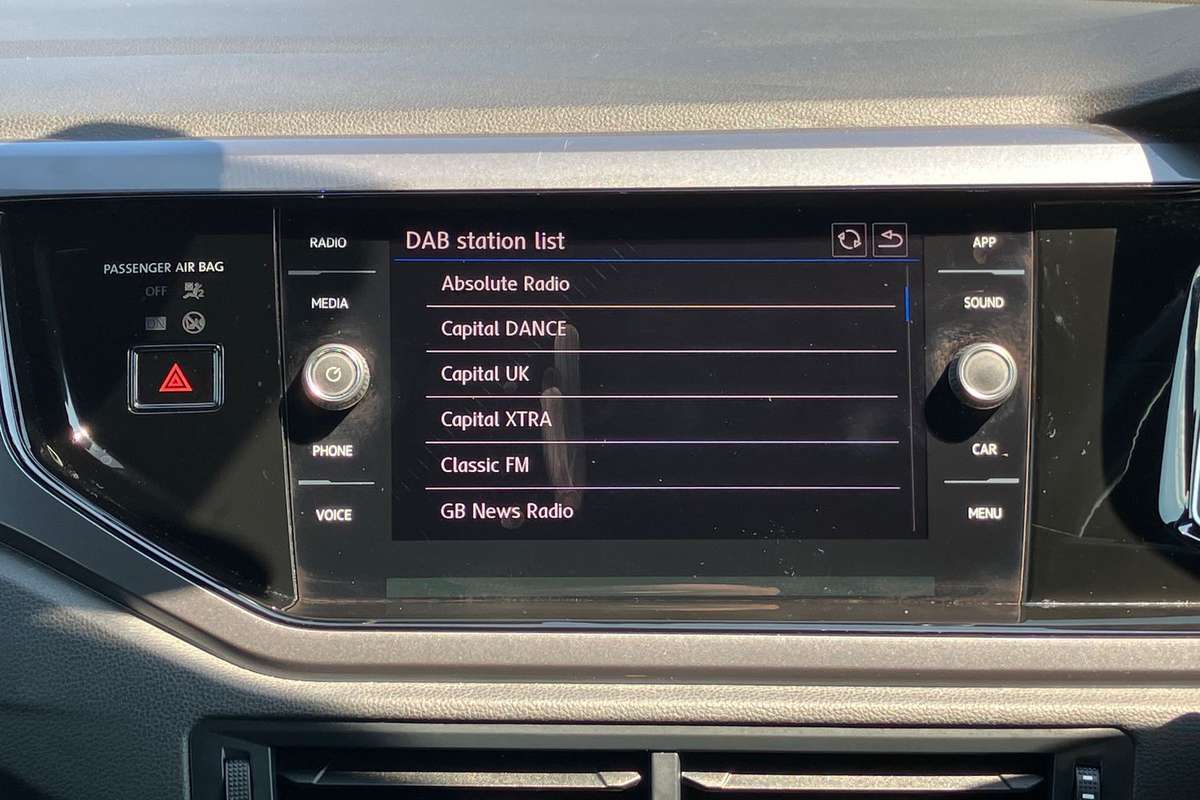 PASSENGER AIR BAG
OFF
ON
RADIO
MEDIA
PHONE
VOICE
DAB station list
Absolute Radio
Capital DANCE
Capital UK
Capital XTRA
Classic FM
GB News Radio
APP
SOUND
CAR
MENU